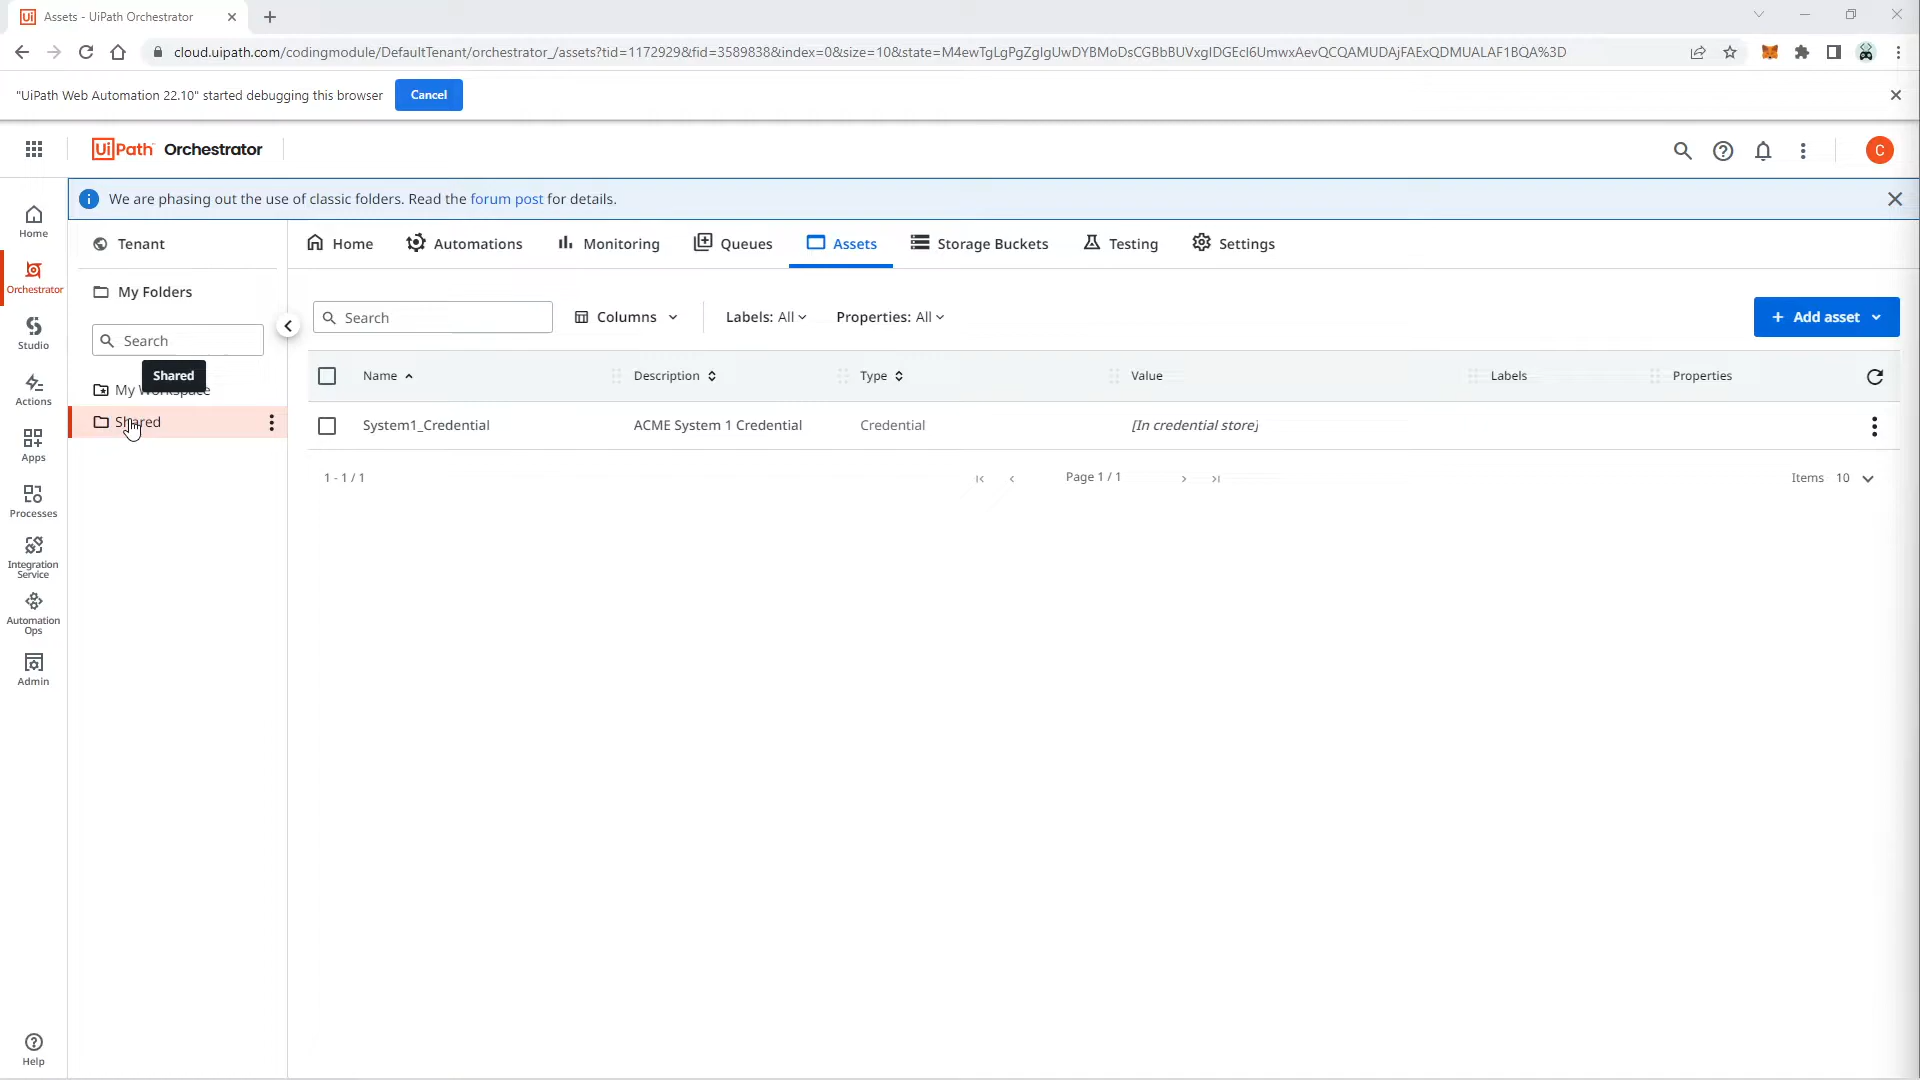 Assets - UiPath Orchestrator
cloud.uipath.com/codingmodule/DefaultTenant/orchestrator_/assets?tid=1172929&fid=3589838&index=0&size=10&state=M4ewTgLgPgZgIgUwDYBMoDsCGBbBUVxgIDGEcI6UmwxAevQCQAMUDAjFAExQDMUALAF1BQA%3D
"UiPath Web Automation 22.10" started debugging this browser
Cancel
UiPath Orchestrator
C
We are phasing out the use of classic folders. Read the forum post for details.
Home
Orchestrator
Studio
Actions
Apps
Processes
Integration
Service
Automation
Ops
Admin
Help
Tenant
My Folders
Search
Shared
My Workspace
Shared
Home
Automations
Monitoring
Queues
Assets
Storage Buckets
Testing
Settings
Search
Columns
Labels: All
Properties: All
+ Add asset
Name
Description
Type
Value
Labels
Properties
System1_Credential
ACME System 1 Credential
Credential
[In credential store]
1 - 1 / 1
Page 1 / 1
Items 10